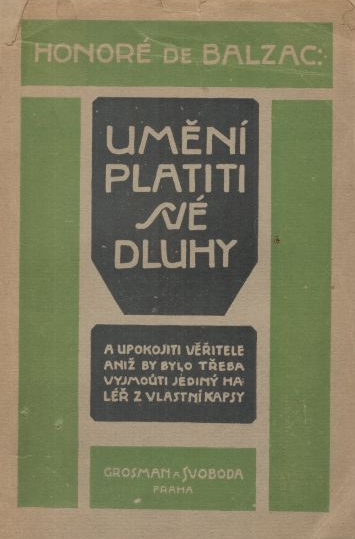 HONORÉ DE BALZAC:
UMĚNÍ
PLATITI
SVÉ
DLUHY
A UPOKOJITI VĚŘITELE
ANIŽ BY BYLO TŘEBA
VYJMOUTI JEDINÝ HA-
LÉŘ Z VLASTNÍ KAPSY
GROSMAN A SVOBODA
PRAHA